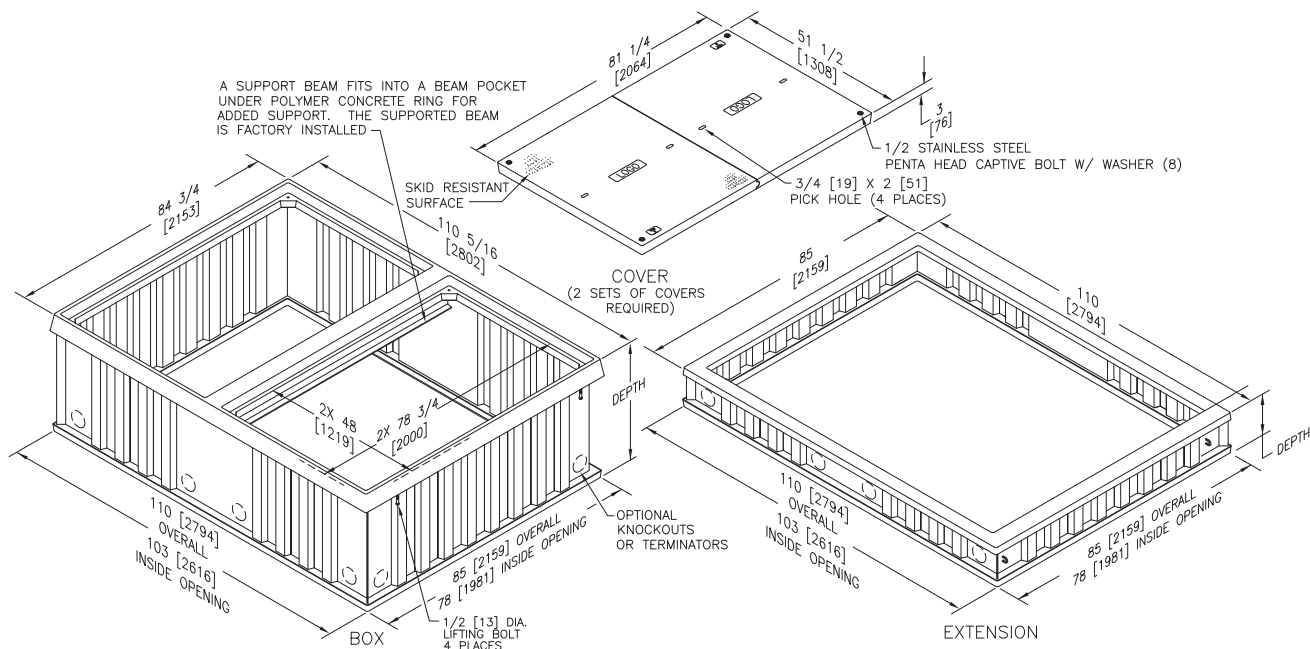 A SUPPORT BEAM FITS INTO A BEAM POCKET
UNDER POLYMER CONCRETE RING FOR
ADDED SUPPORT. THE SUPPORTED BEAM
IS FACTORY INSTALLED
81 1/4
[2064]
51 1/2
[1308]
3
[76]
1/2 STAINLESS STEEL
PENTA HEAD CAPTIVE BOLT W/ WASHER (8)
3/4 [19] X 2 [51]
PICK HOLE (4 PLACES)
SKID RESISTANT
SURFACE
LOGO
LOGO
COVER
(2 SETS OF COVERS
REQUIRED)
84 3/4
[2153]
110 5/16
[2802]
DEPTH
2X 48
[1219]
2X 78 3/4
[2000]
110 [2794]
OVERALL
103 [2616]
INSIDE OPENING
85 [2159] OVERALL
78 [1981] INSIDE OPENING
OPTIONAL
KNOCKOUTS
OR TERMINATORS
1/2 [13] DIA.
LIFTING BOLT
4 PLACES
BOX
85
[2159]
110
[2794]
DEPTH
110 [2794]
OVERALL
103 [2616]
INSIDE OPENING
85 [2159] OVERALL
78 [1981] INSIDE OPENING
EXTENSION